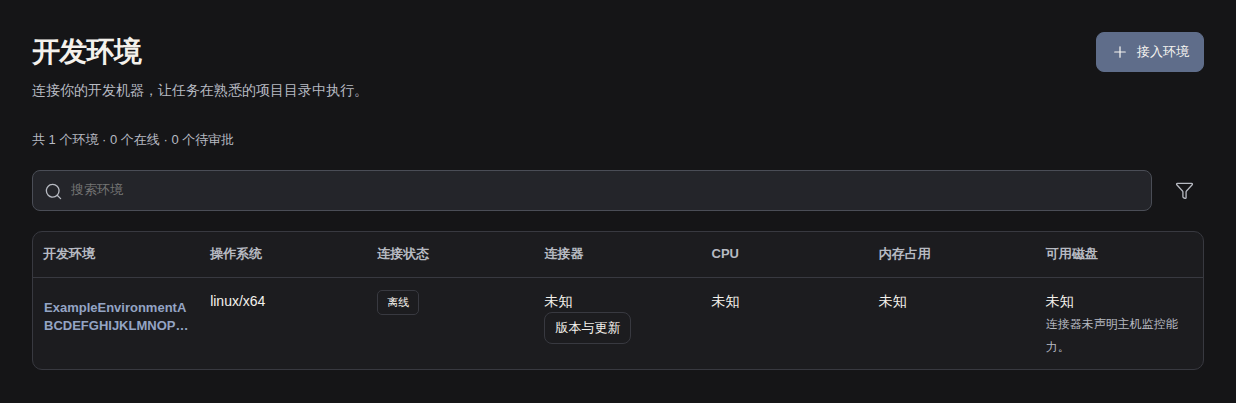 开发环境
接入环境
连接你的开发机器，让任务在熟悉的项目目录中执行。
共 1 个环境 · 0 个在线 · 0 个待审批
搜索环境
开发环境 操作系统 连接状态 连接器 CPU 内存占用 可用磁盘
ExampleEnvironmentA
BCDEFGHIJKLMNOP…
linux/x64
离线
未知
版本与更新
未知
未知
未知
连接器未声明主机监控能
力。